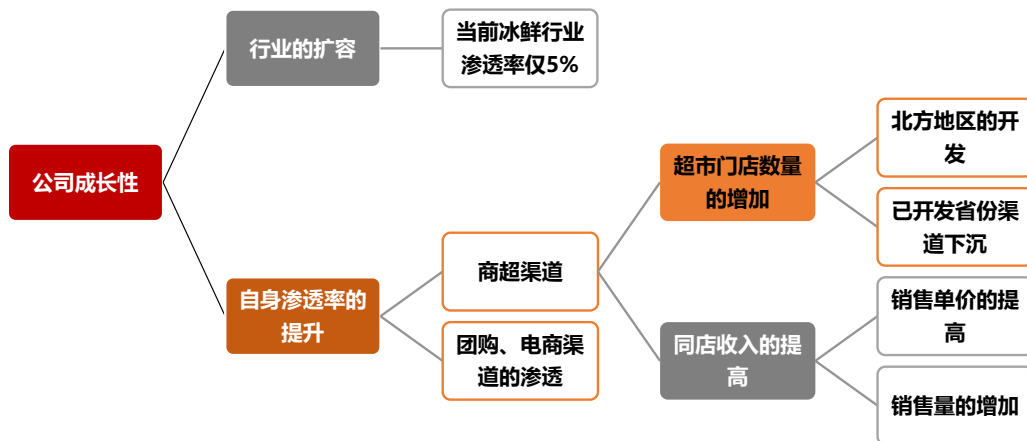 公司成长性
行业的扩容
当前冰鲜行业
渗透率仅5%
自身渗透率的
提升
商超渠道
团购、电商渠
道的渗透
超市门店数量
的增加
北方地区的开
发
已开发省份渠
道下沉
同店收入的提
高
销售单价的提
高
销售量的增加